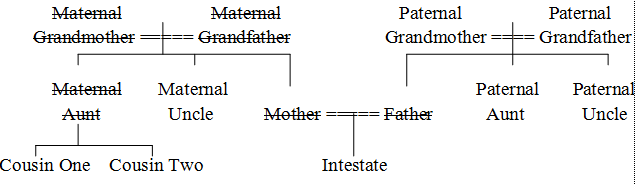 Maternal Maternal Paternal Paternal
Grandmother ===== Grandfather Grandmother ==== Grandfather
Maternal Maternal Paternal Paternal
Aunt Uncle Mother ===== Father Aunt Uncle
Cousin One Cousin Two Intestate